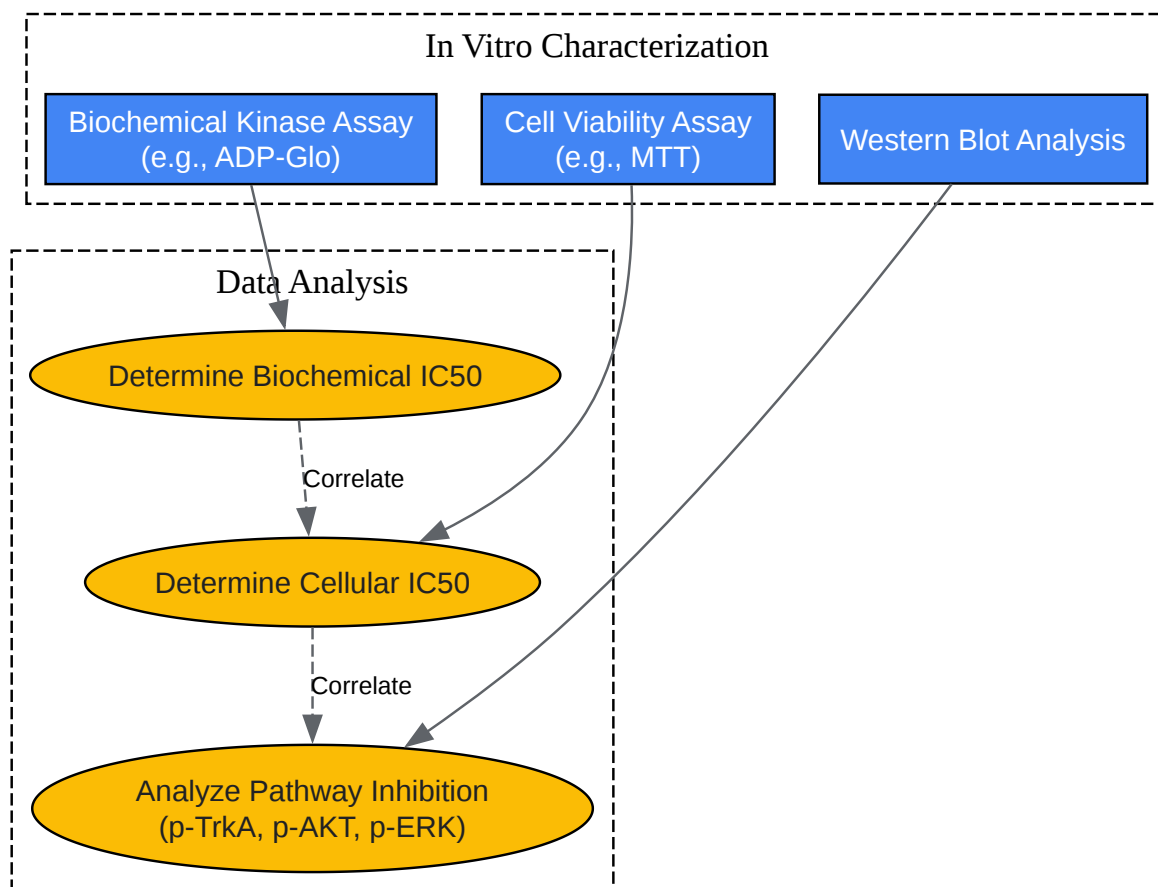 In Vitro Characterization
Biochemical Kinase Assay
(e.g., ADP-Glo)
Cell Viability Assay
(e.g., MTT)
Western Blot Analysis
Data Analysis
Determine Biochemical IC50
Correlate
Determine Cellular IC50
Correlate
Analyze Pathway Inhibition
(p-TrkA, p-AKT, p-ERK)